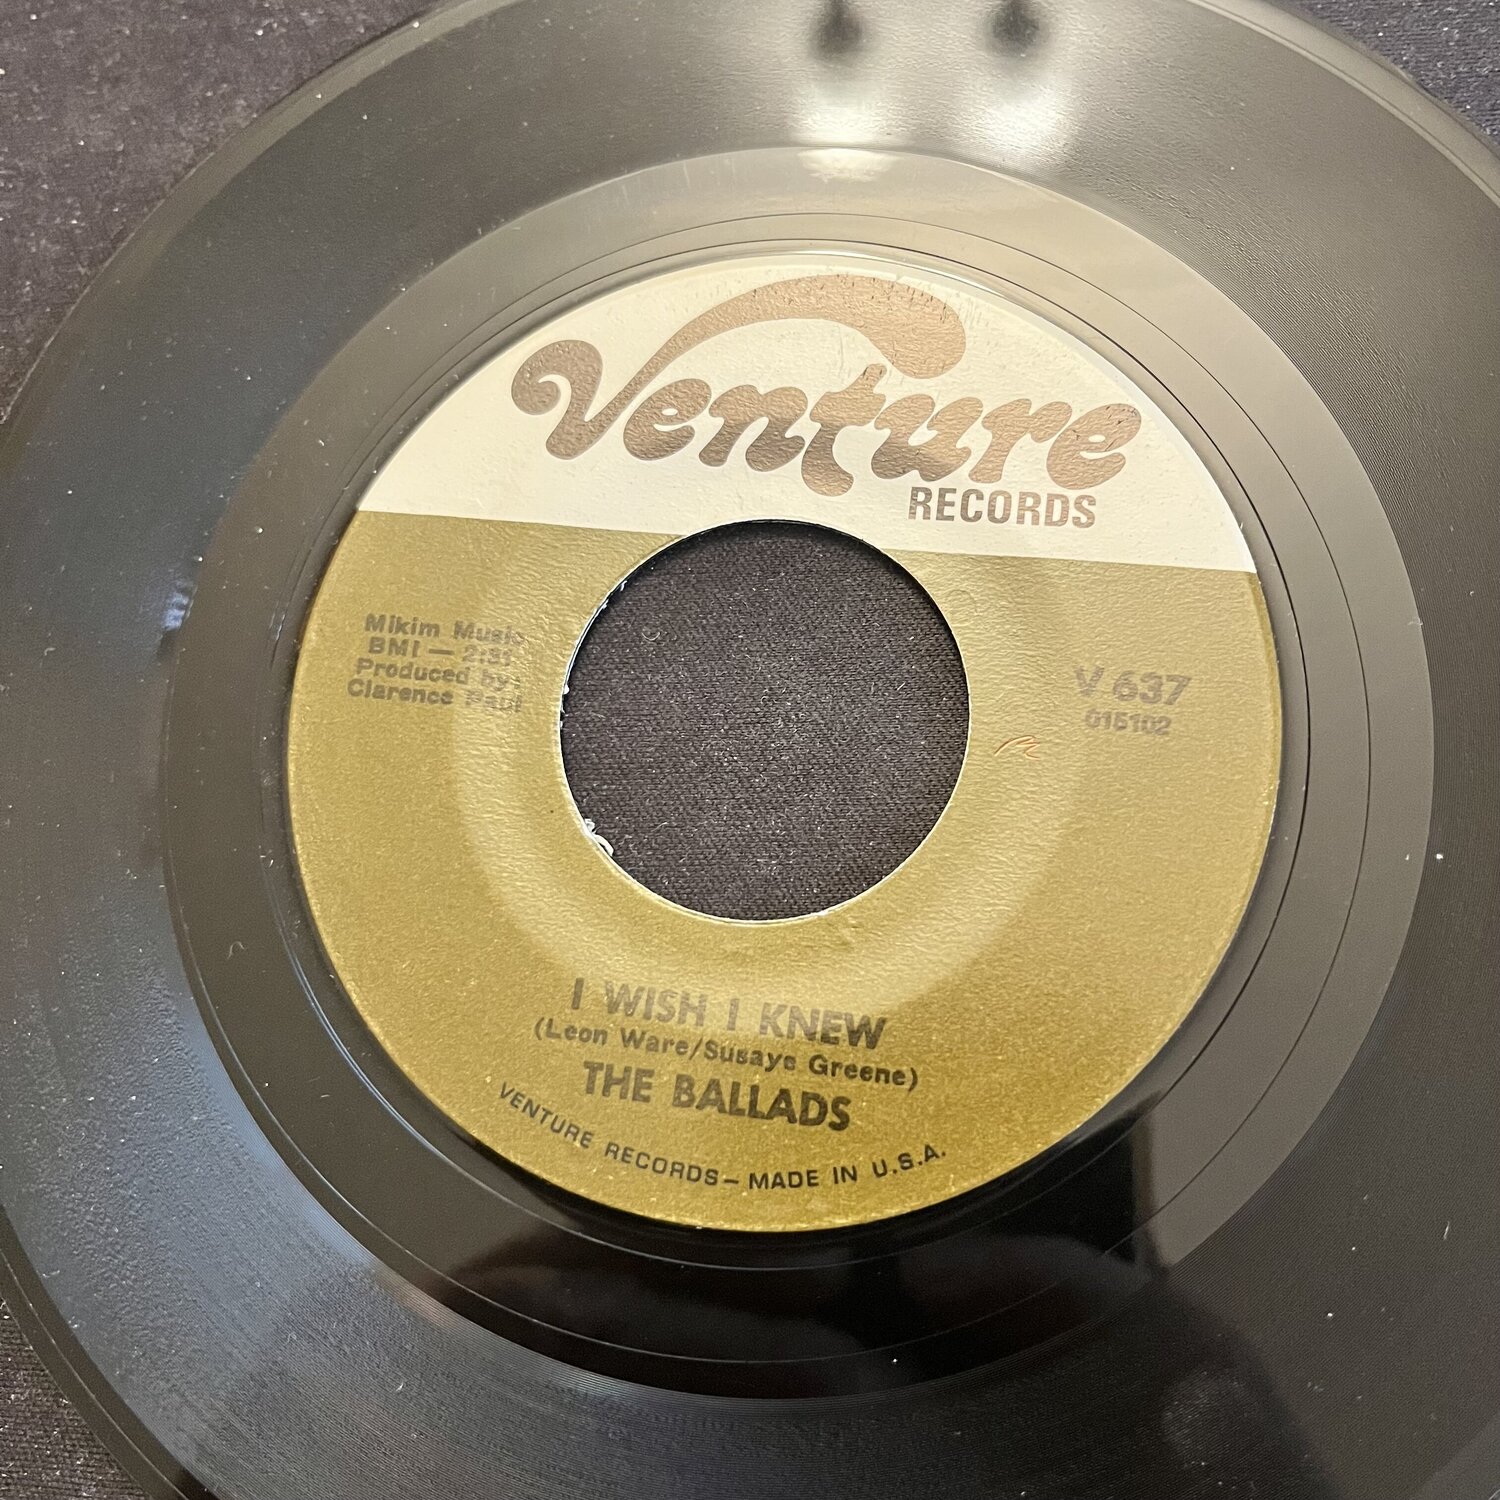 Venture
RECORDS
Mikim Music
BMI — 2:31
Produced by:
Clarence Paul
V 637
015102
I WISH I KNEW
(Leon Ware/Susaye Greene)
THE BALLADS
VENTURE RECORDS — MADE IN U.S.A.